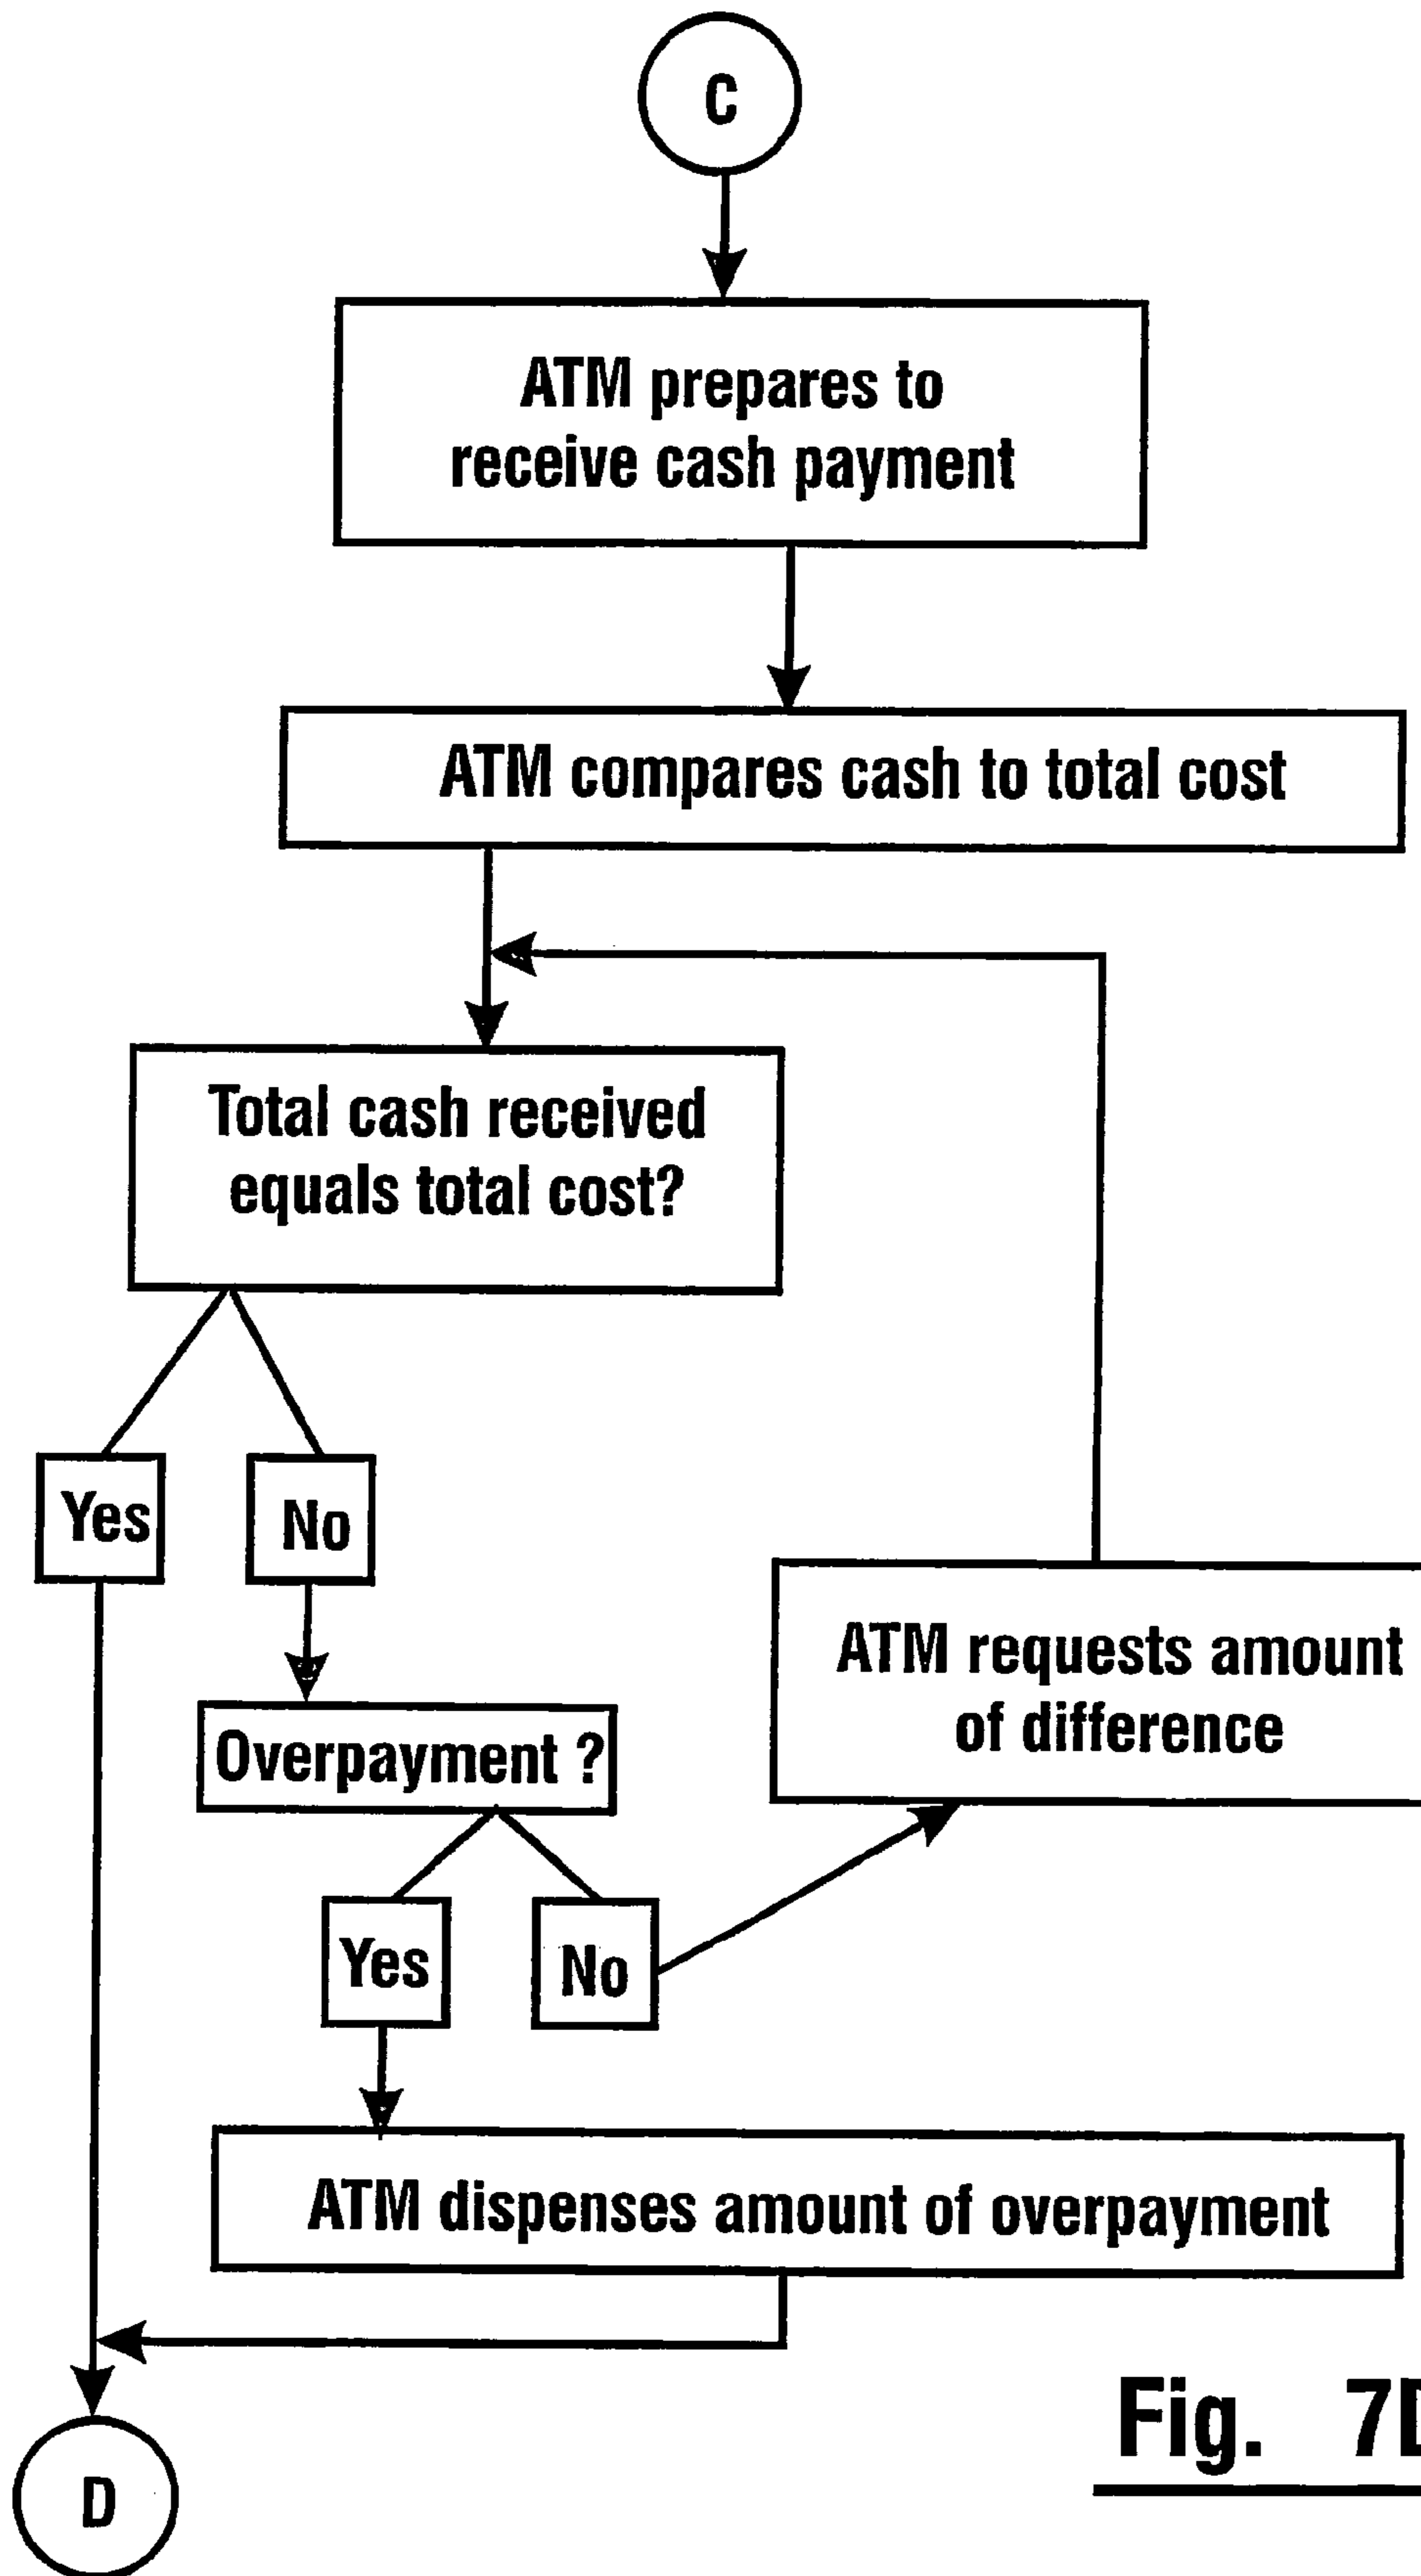 C
ATM prepares to
receive cash payment
ATM compares cash to total cost
Total cash received
equals total cost?
Yes
No
ATM requests amount
of difference
Overpayment ?
Yes
No
ATM dispenses amount of overpayment
Fig. 7D
D